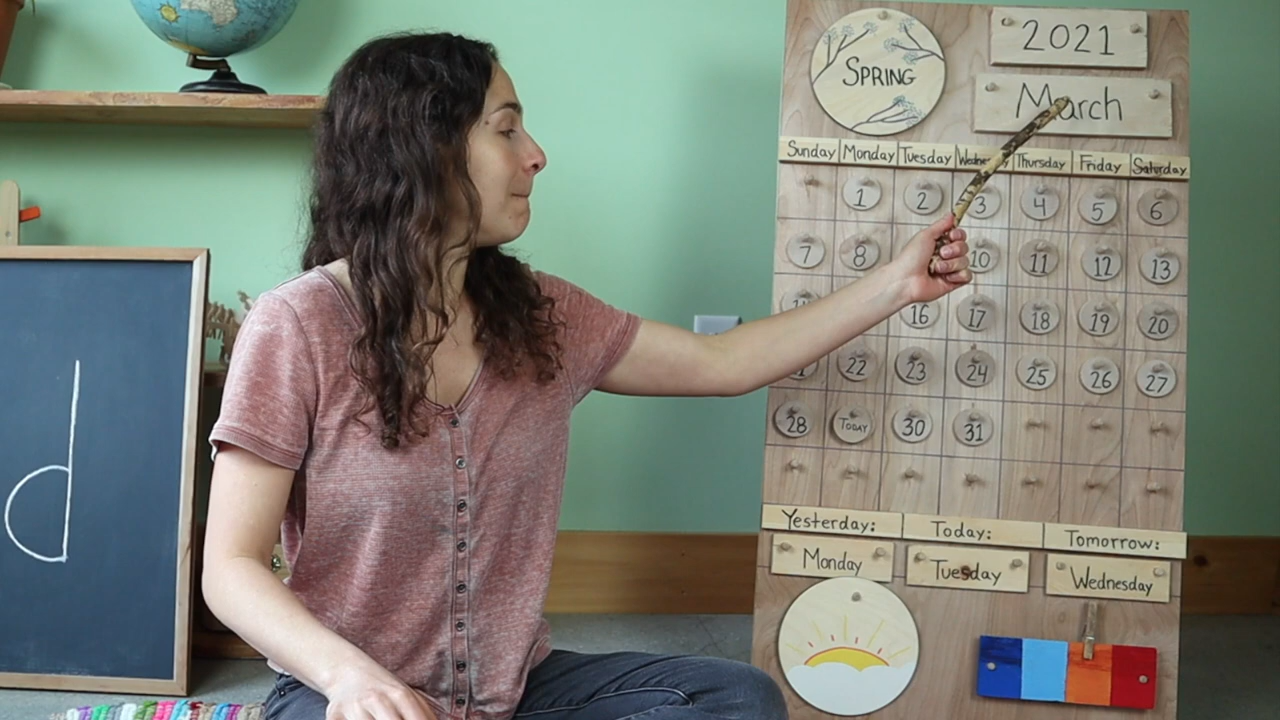 SPRING
2021
March
Sunday Monday Tuesday Wednesday Thursday Friday Saturday
1 2 3 4 5 6
7 8 10 11 12 13
16 17 18 19 20
22 23 24 25 26 27
28 TODAY 30 31
Yesterday: Today: Tomorrow:
Monday Tuesday Wednesday
d